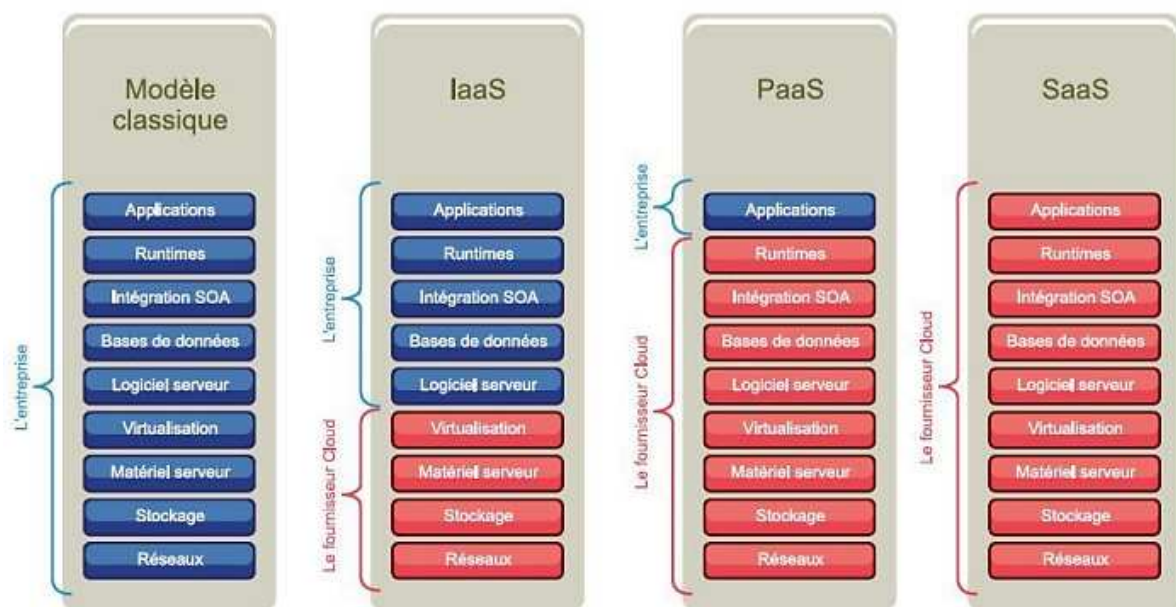 Modèle
classique
L'entreprise
Applications
Runtimes
Intégration SOA
Bases de données
Logiciel serveur
Virtualisation
Matériel serveur
Stockage
Réseaux
IaaS
L'entreprise
Applications
Runtimes
Intégration SOA
Bases de données
Logiciel serveur
Le fournisseur Cloud
Virtualisation
Matériel serveur
Stockage
Réseaux
PaaS
L'entreprise
Applications
Le fournisseur Cloud
Runtimes
Intégration SOA
Bases de données
Logiciel serveur
Virtualisation
Matériel serveur
Stockage
Réseaux
SaaS
Le fournisseur Cloud
Applications
Runtimes
Intégration SOA
Bases de données
Logiciel serveur
Virtualisation
Matériel serveur
Stockage
Réseaux